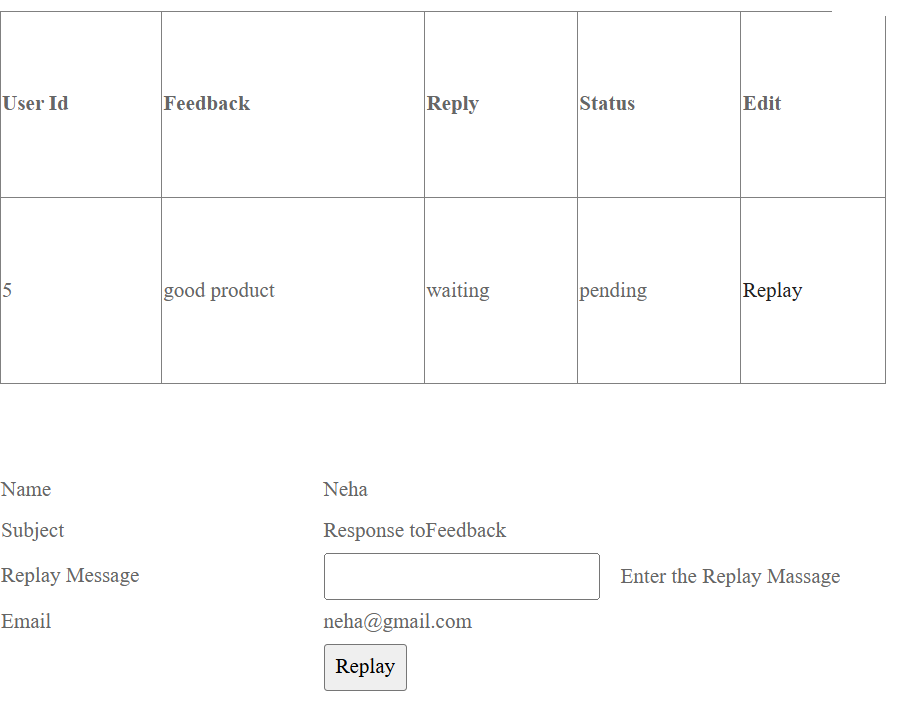 User Id Feedback Reply Status Edit
5 good product waiting pending Replay
Name Neha
Subject Response toFeedback
Replay Message Enter the Replay Massage
Email neha@gmail.com
Replay